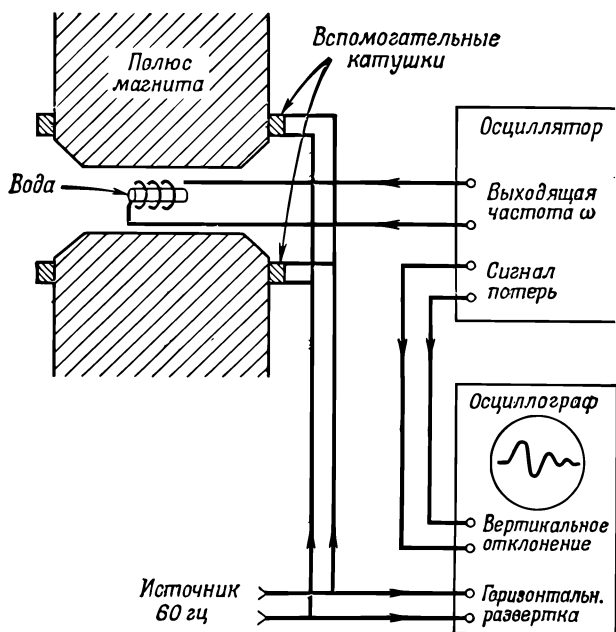 Полюс
магнита
Вспомогательные
катушки
Вода
Осциллятор
Выходящая
частота ω
Сигнал
потерь
Осциллограф
Вертикальное
отклонение
Источник
60 гц
Горизонтальн.
развертка